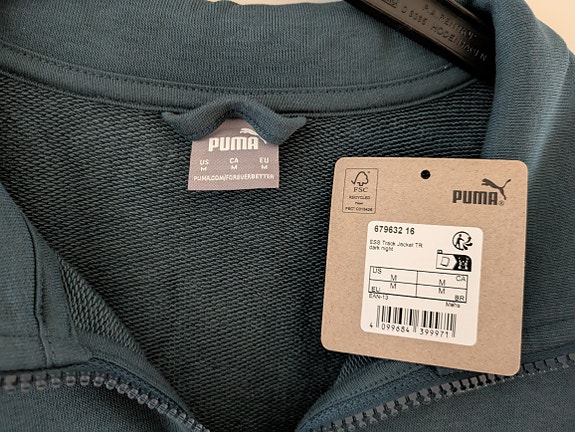 PUMA
US CA EU
M M M
PUMA.COM/FOREVERBETTER
FSC
RECYCLED
PUMA®
679632 16
ESS Track Jacket TR
dark night
US M M CA
EU M M BR
EAN-13 Mens
4 099684 399971